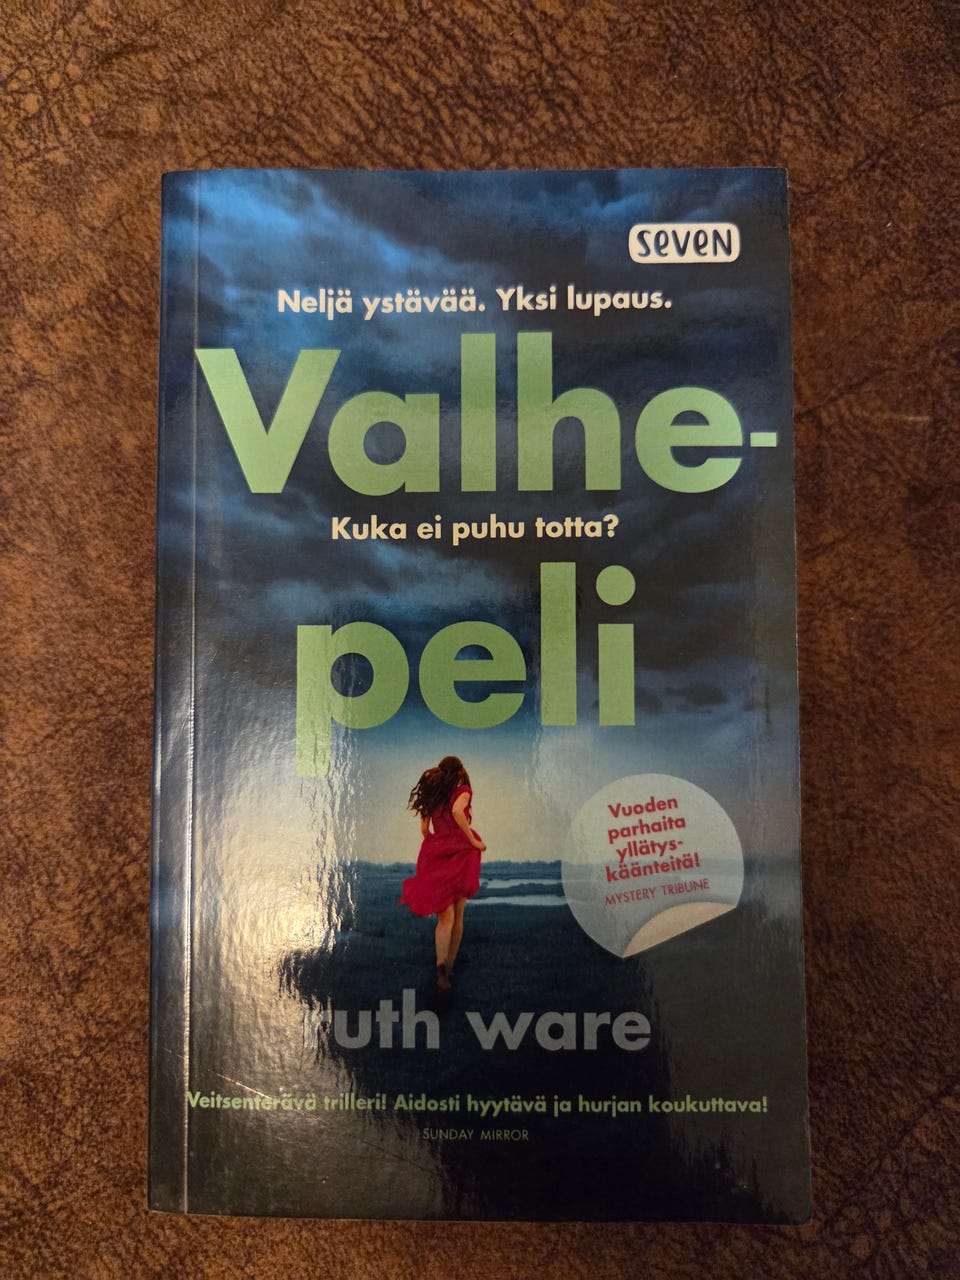 seven
Neljä ystävää. Yksi lupaus.
Valhe-
Kuka ei puhu totta?
peli
Vuoden
parhaita
yllätys-
käänteitä!
MYSTERY TRIBUNE
ruth ware
Veitsenterävä trilleri! Aidosti hyytävä ja hurjan koukuttava!
SUNDAY MIRROR